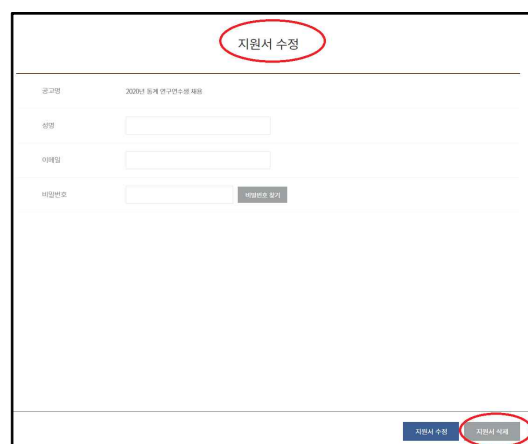 지원서 수정
공고명 2020년 동계 연구연수생 채용
성명
이메일
비밀번호 비밀번호 찾기
지원서 수정 지원서 삭제